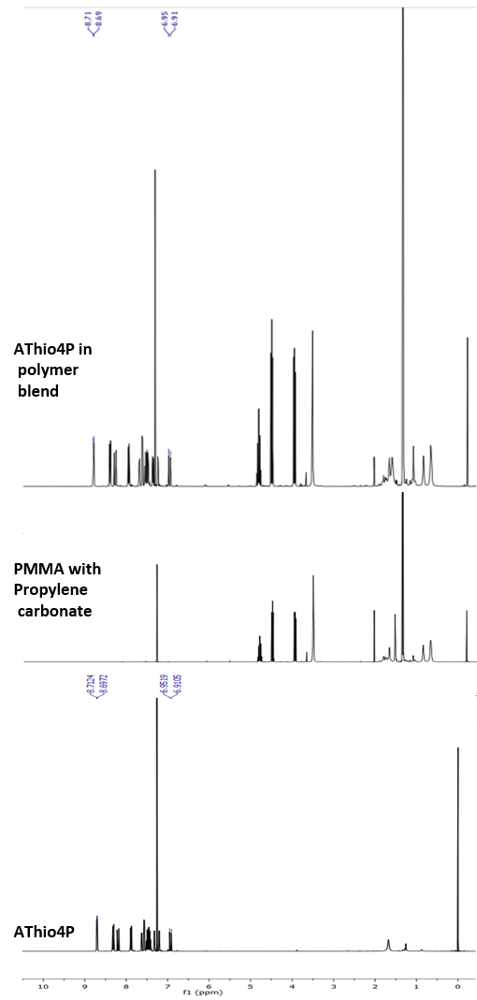 8.71
8.69
6.95
6.91
AThio4P in
polymer
blend
PMMA with
Propylene
carbonate
8.7124
8.6972
6.9519
6.9105
AThio4P
10 9 8 7 6 5 4 3 2 1 0
f1 (ppm)